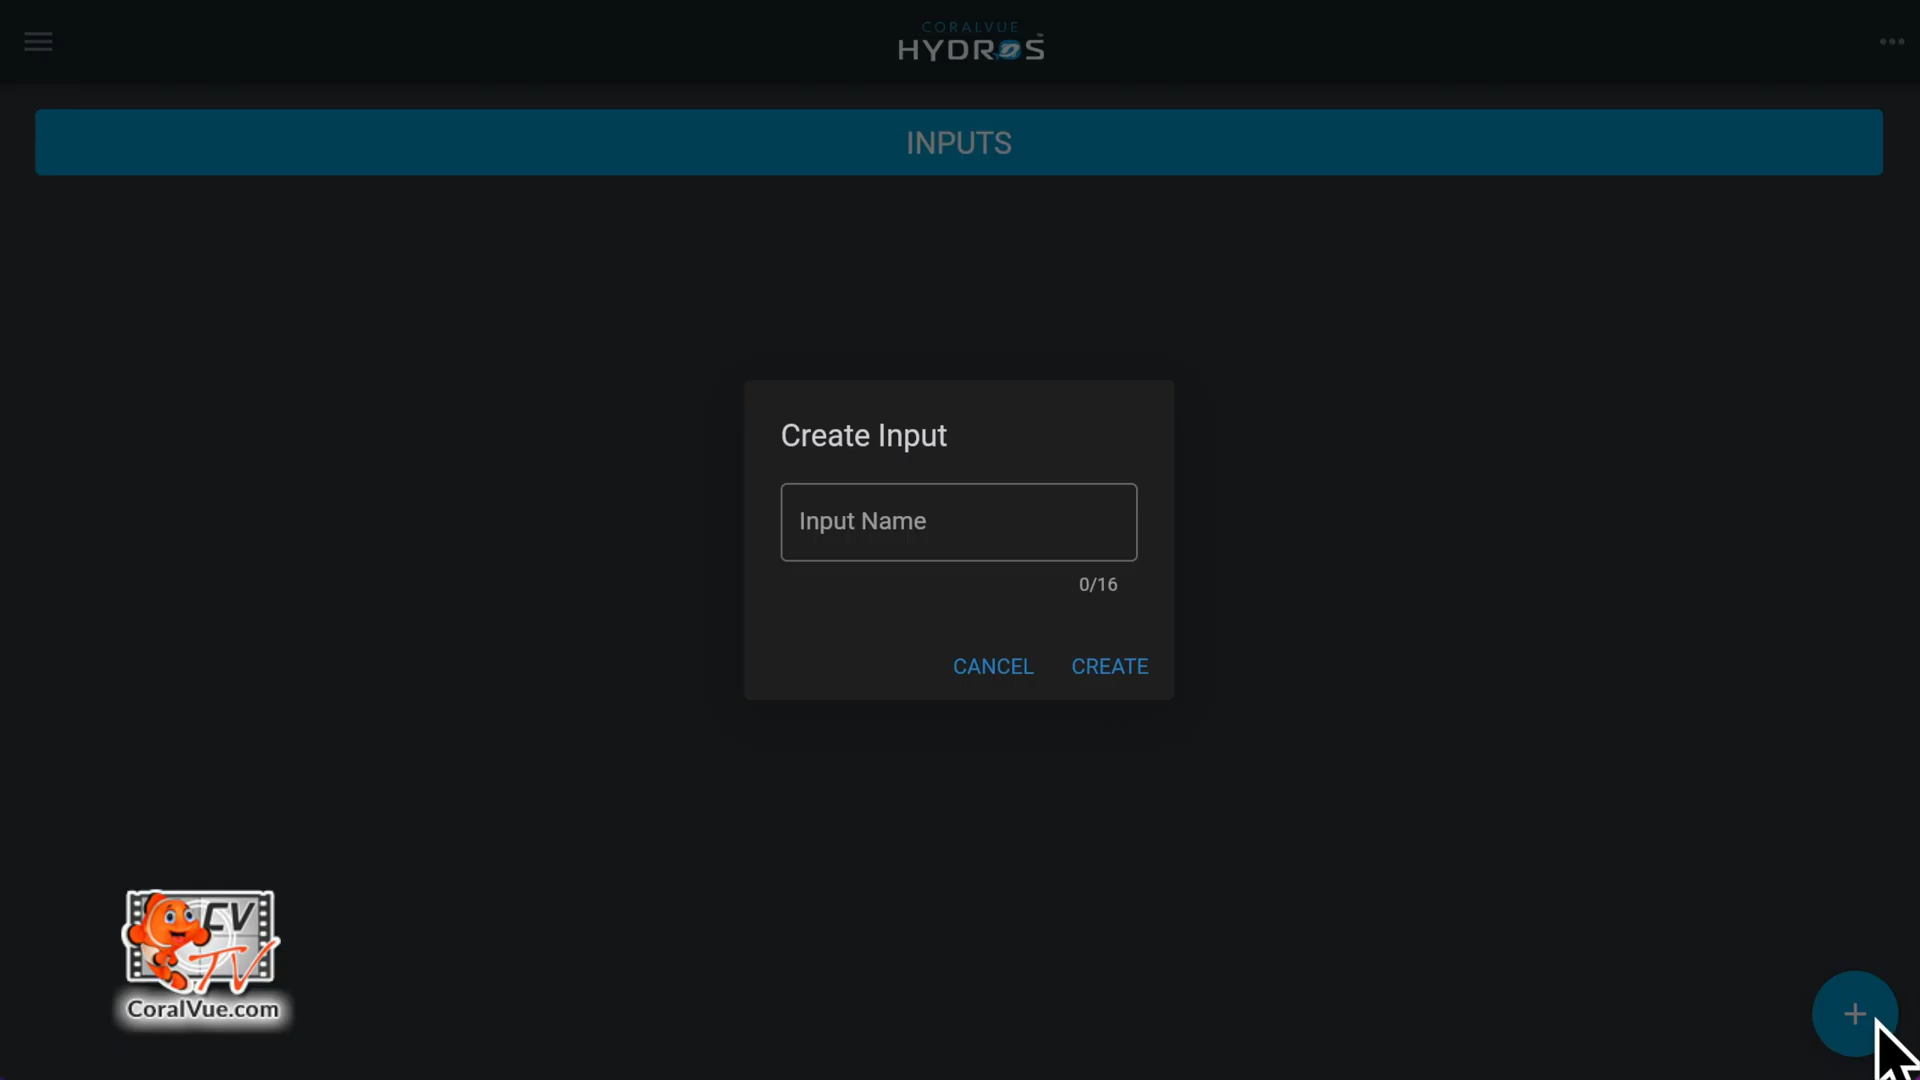 CORALVUE
HYDROS
INPUTS
Create Input
Input Name
0/16
CANCEL
CREATE
CV
TV
CoralVue.com